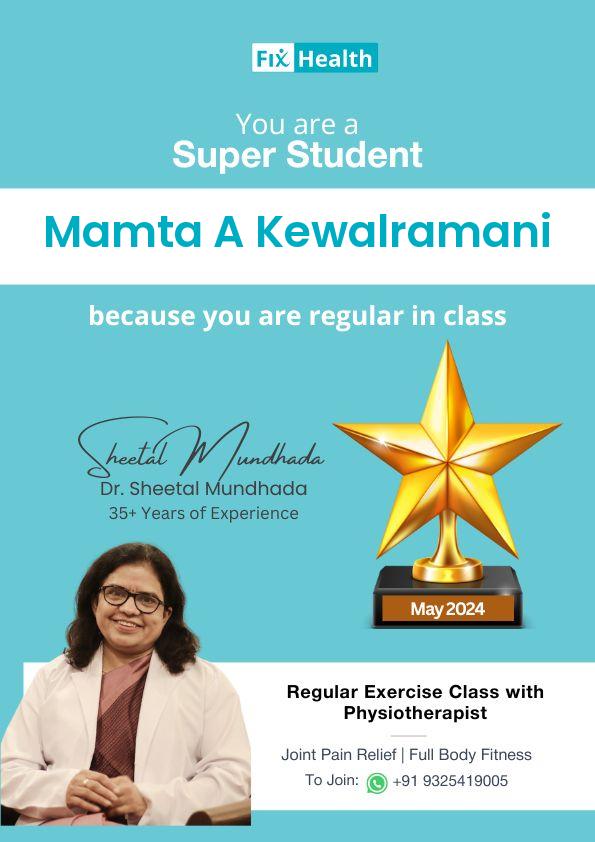 Fix Health
You are a
Super Student
Mamta A Kewalramani
because you are regular in class
Sheetal Mundhada
Dr. Sheetal Mundhada
35+ Years of Experience
May 2024
Regular Exercise Class with
Physiotherapist
Joint Pain Relief | Full Body Fitness
To Join: +91 9325419005